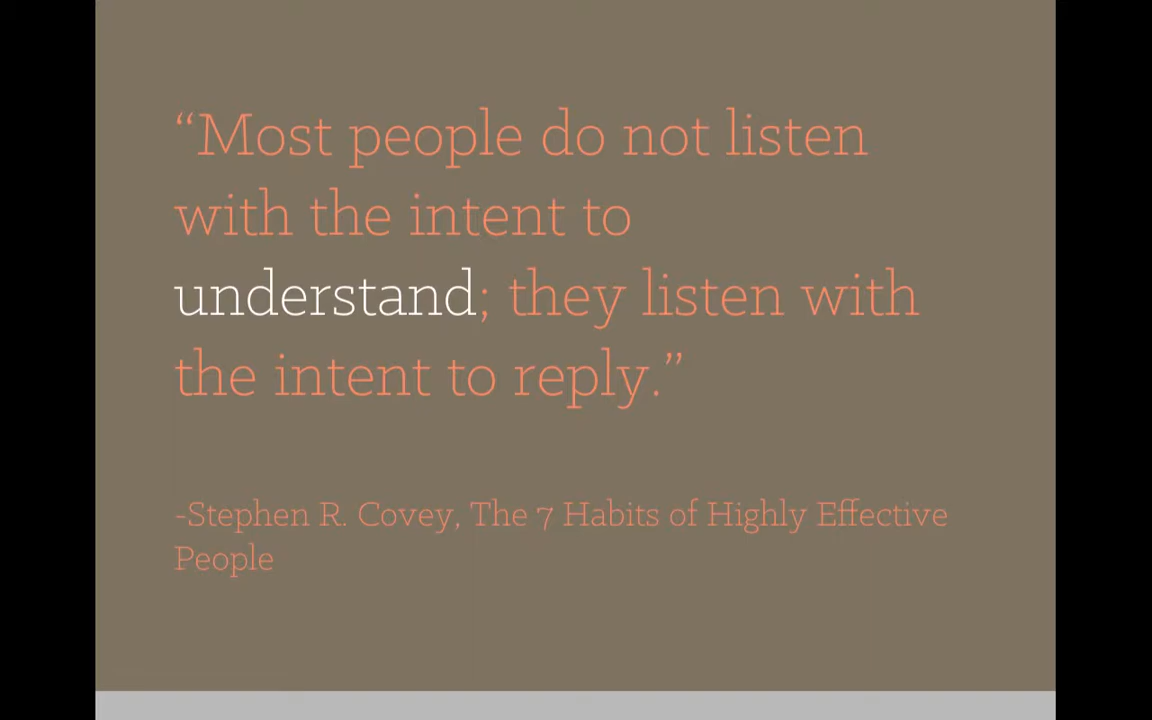 “Most people do not listen
with the intent to
understand; they listen with
the intent to reply.”
-Stephen R. Covey, The 7 Habits of Highly Effective
People